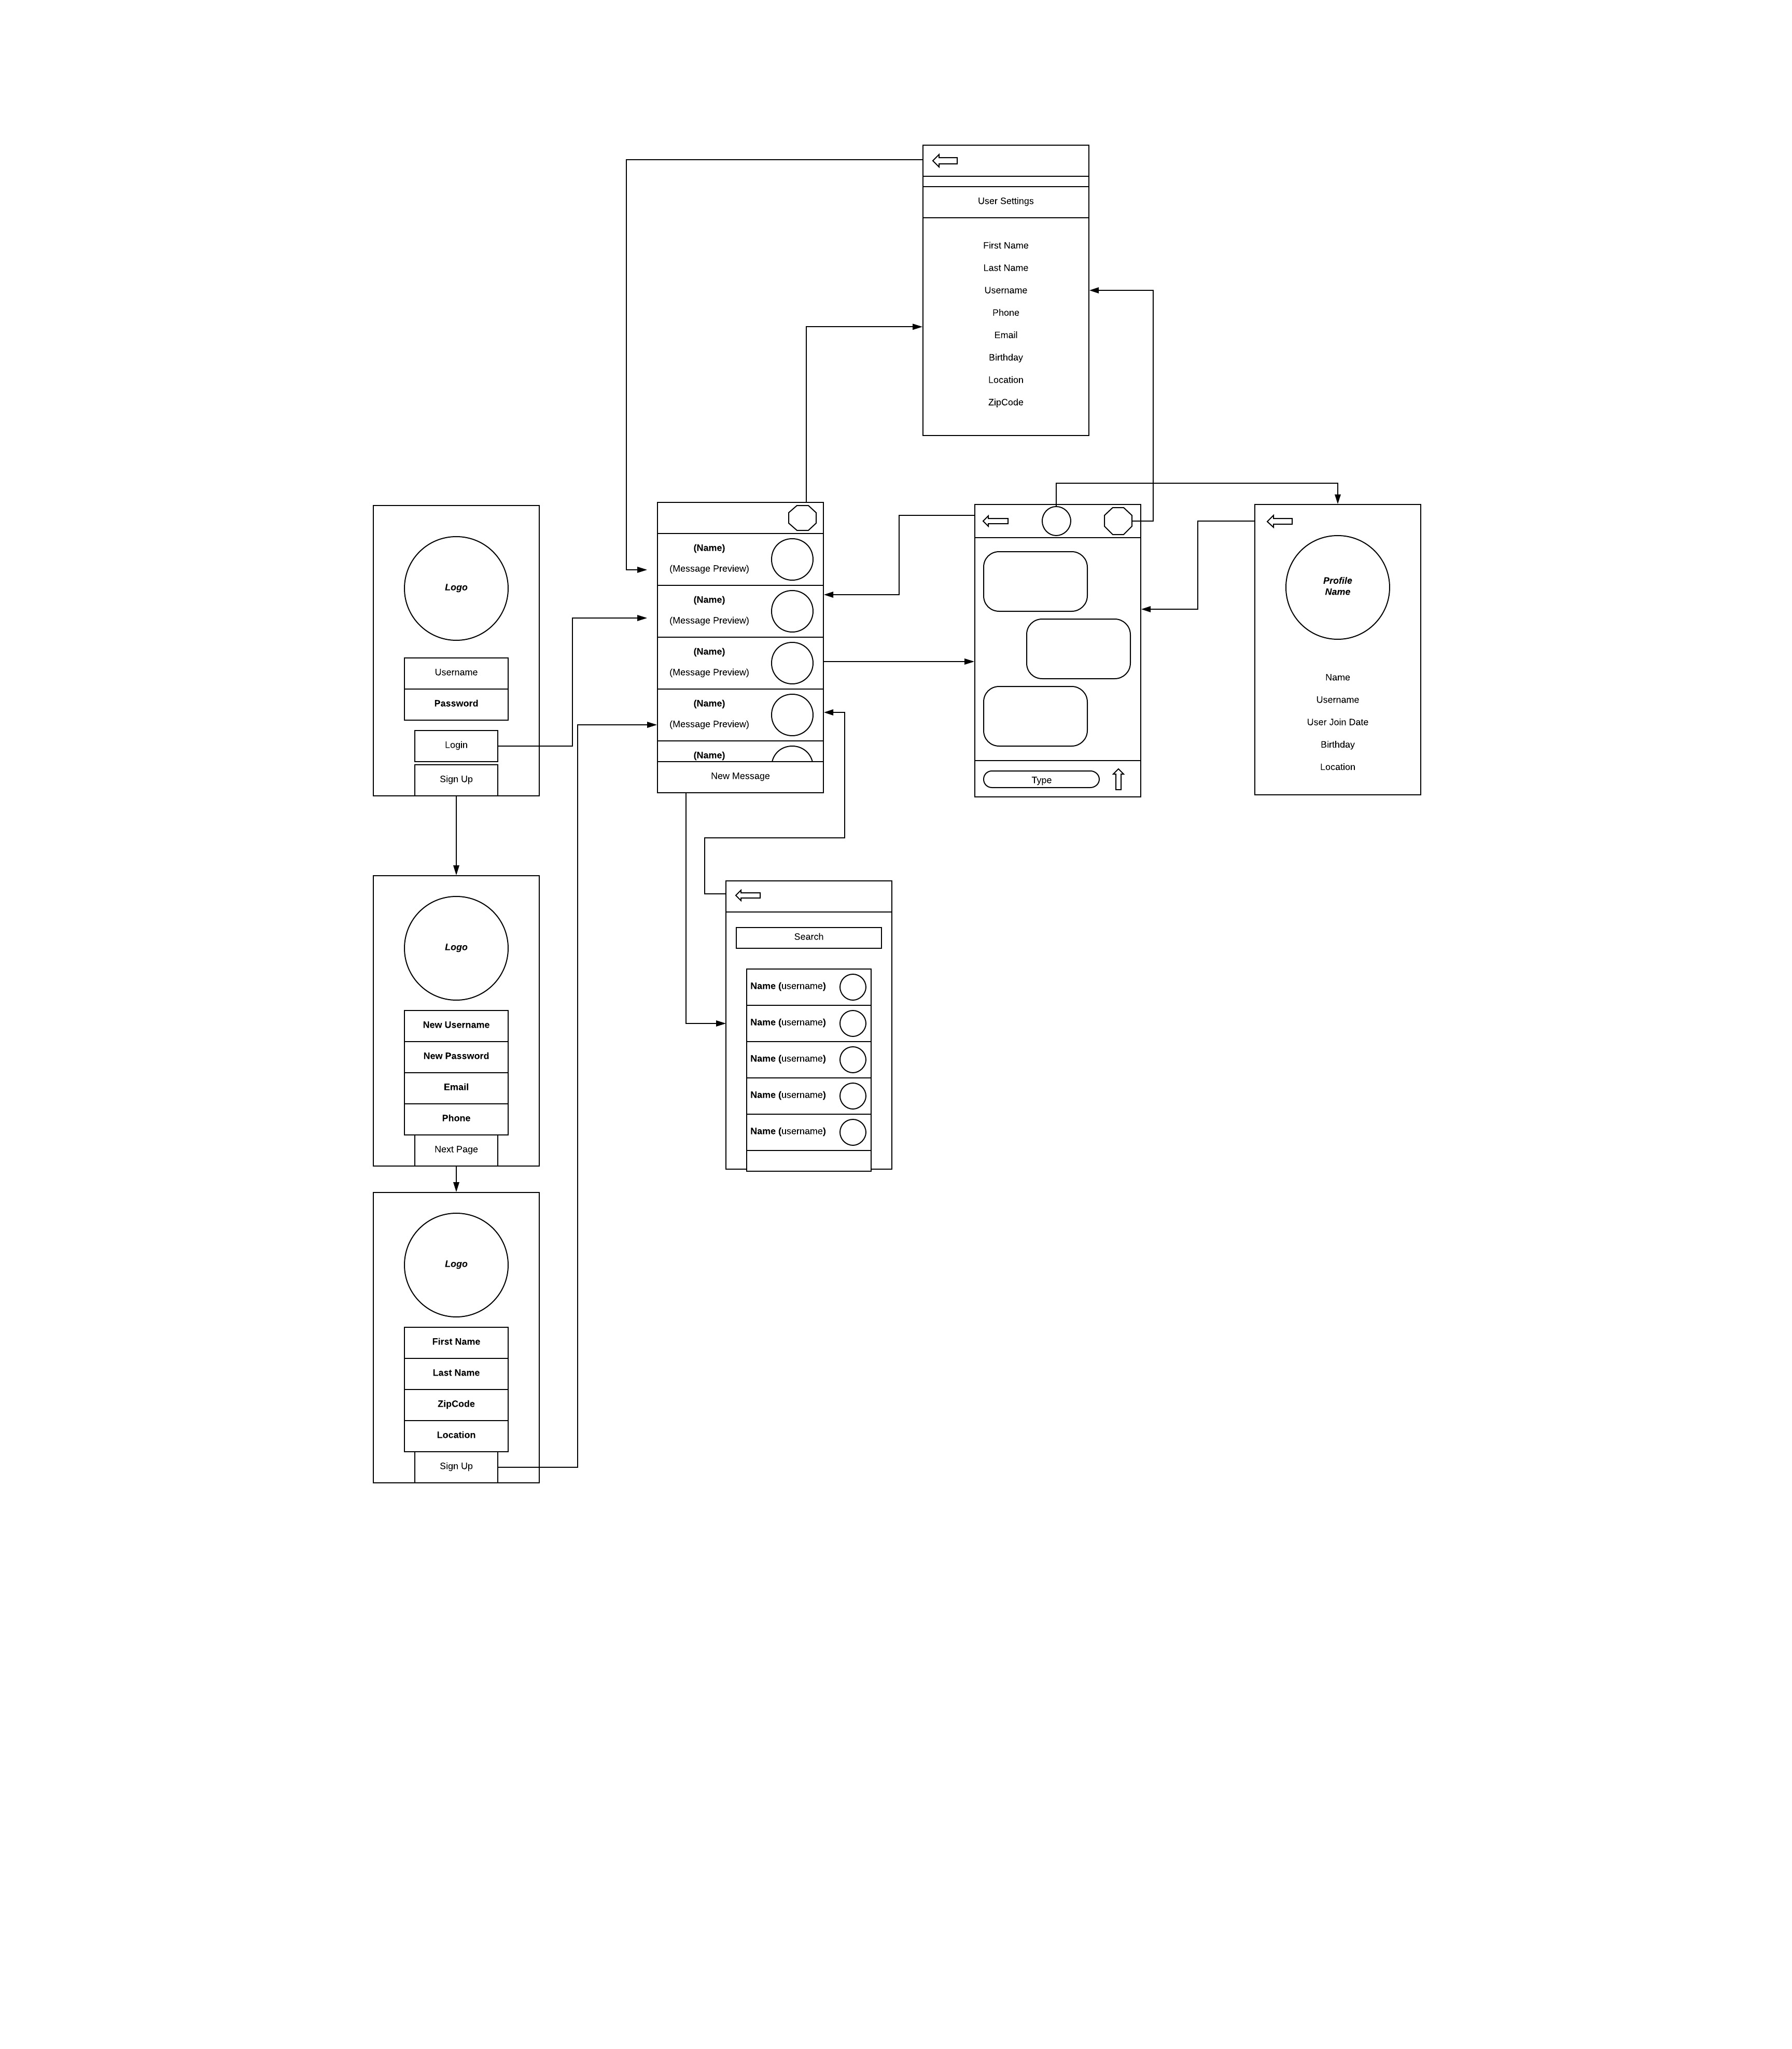 User Settings
First Name
Last Name
Username
Phone
Email
Birthday
Location
ZipCode
Logo
Username
Password
Login
Sign Up
(Name)
(Message Preview)
(Name)
(Message Preview)
(Name)
(Message Preview)
(Name)
(Message Preview)
(Name)
New Message
Type
Profile
Name
Name
Username
User Join Date
Birthday
Location
Logo
New Username
New Password
Email
Phone
Next Page
Search
Name (username)
Name (username)
Name (username)
Name (username)
Name (username)
Logo
First Name
Last Name
ZipCode
Location
Sign Up